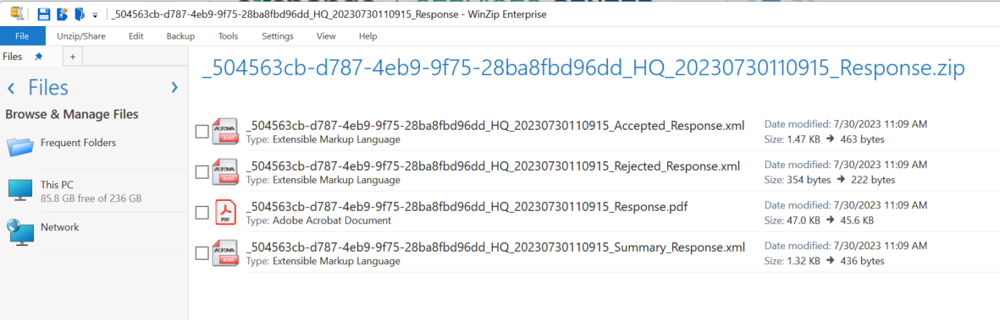 _504563cb-d787-4eb9-9f75-28ba8fbd96dd_HQ_20230730110915_Response - WinZip Enterprise
File Unzip/Share Edit Backup Tools Settings View Help
Files +
_504563cb-d787-4eb9-9f75-28ba8fbd96dd_HQ_20230730110915_Response.zip
Files
Browse & Manage Files
Frequent Folders
This PC
85.8 GB free of 236 GB
Network
_504563cb-d787-4eb9-9f75-28ba8fbd96dd_HQ_20230730110915_Accepted_Response.xml Date modified: 7/30/2023 11:09 AM
Type: Extensible Markup Language Size: 1.47 KB → 463 bytes
_504563cb-d787-4eb9-9f75-28ba8fbd96dd_HQ_20230730110915_Rejected_Response.xml Date modified: 7/30/2023 11:09 AM
Type: Extensible Markup Language Size: 354 bytes → 222 bytes
_504563cb-d787-4eb9-9f75-28ba8fbd96dd_HQ_20230730110915_Response.pdf Date modified: 7/30/2023 11:09 AM
Type: Adobe Acrobat Document Size: 47.0 KB → 45.6 KB
_504563cb-d787-4eb9-9f75-28ba8fbd96dd_HQ_20230730110915_Summary_Response.xml Date modified: 7/30/2023 11:09 AM
Type: Extensible Markup Language Size: 1.32 KB → 436 bytes